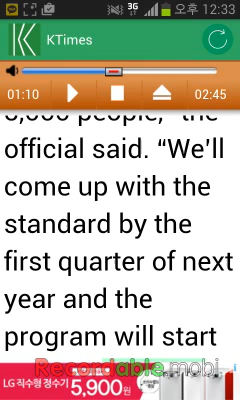 3G 오후 12:33
KTimes
01:10 02:45
6,000 people," the
official said. “We’ll
come up with the
standard by the
first quarter of next
year and the
program will start
Recordable.mobi
LG 직수형 정수기 5,900원